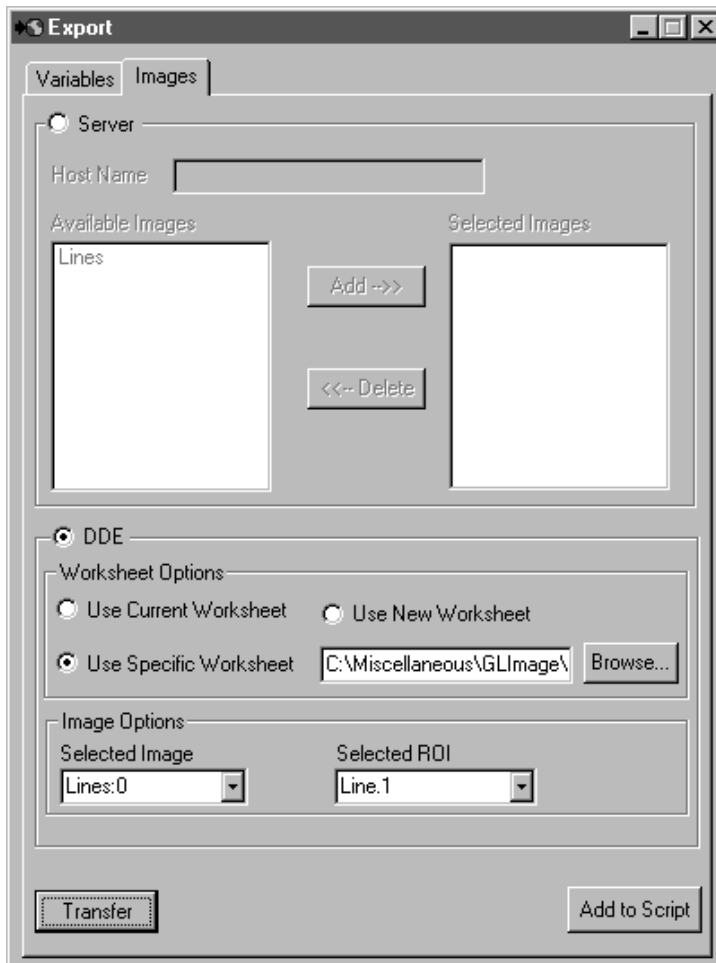 Export
Variables Images
Server
Host Name
Available Images Selected Images
Lines
Add -->>
<<-- Delete
DDE
Worksheet Options
Use Current Worksheet Use New Worksheet
Use Specific Worksheet C:\Miscellaneous\GLImage\ Browse...
Image Options
Selected Image Selected ROI
Lines:0 Line.1
Transfer Add to Script